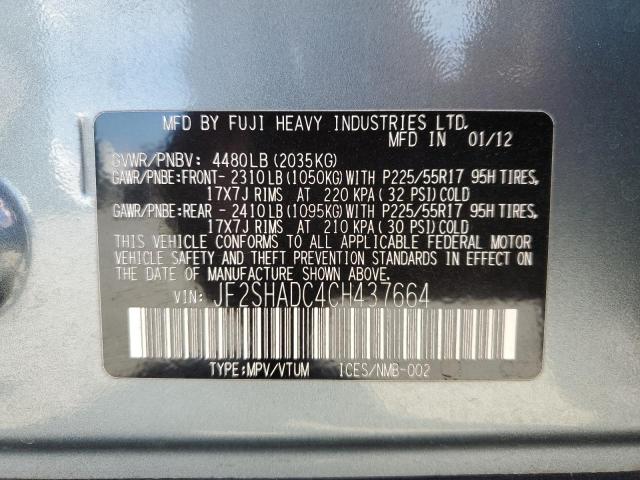 MFD BY FUJI HEAVY INDUSTRIES LTD.
MFD IN 01/12
GVWR/PNBV: 4480LB(2035KG)
GAWR/PNBE:FRONT- 2310LB(1050KG)WITH P225/55R17 95H TIRES,
17X7J RIMS AT 220 KPA(32 PSI)COLD
GAWR/PNBE:REAR - 2410LB(1095KG)WITH P225/55R17 95H TIRES,
17X7J RIMS AT 210 KPA(30 PSI)COLD
THIS VEHICLE CONFORMS TO ALL APPLICABLE FEDERAL MOTOR
VEHICLE SAFETY AND THEFT PREVENTION STANDARDS IN EFFECT ON
THE DATE OF MANUFACTURE SHOWN ABOVE.
VIN: JF2SHADC4CH437664
TYPE:MPV/VTUM ICES/NMB-002